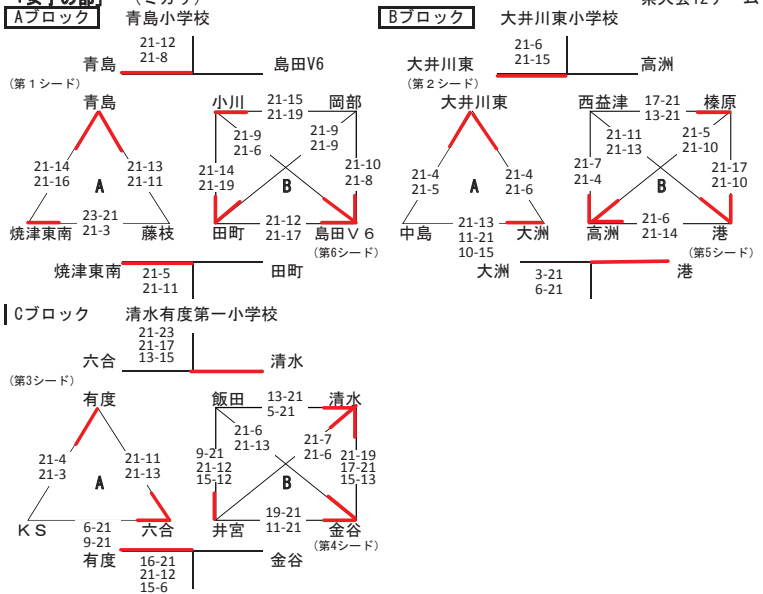 Aブロック 青島小学校
21-12
21-8
青島 島田V6
(第1シード)
青島 小川 21-15 岡部
21-19
21-9 21-9
21-6 21-9
21-14 21-13 21-14 21-10
21-16 A 21-11 21-19 B 21-8
23-21 21-12
21-3 21-17
焼津東南 藤枝 田町 島田V6
(第6シード)
焼津東南 田町
21-5
21-11
Bブロック 大井川東小学校
21-6
21-15
大井川東 高洲
(第2シード)
大井川東 西益津 17-21 榛原
13-21
21-11 21-5
21-13 21-10
21-4 21-4 21-7 21-17
21-5 A 21-6 21-4 B 21-10
21-13 21-6
11-21 21-14
10-15
中島 大洲 高洲 港
(第5シード)
大洲 港
3-21
6-21
Cブロック 清水有度第一小学校
21-23
21-17
13-15
六合 清水
(第3シード)
有度 飯田 13-21 清水
5-21
21-6 21-7
21-13 21-6
21-4 21-11 9-21 21-19
21-3 21-13 21-12 17-21
A 15-12 B 15-13
6-21 19-21
9-21 11-21
KS 六合 井宮 金谷
(第4シード)
有度 金谷
16-21
21-12
15-6